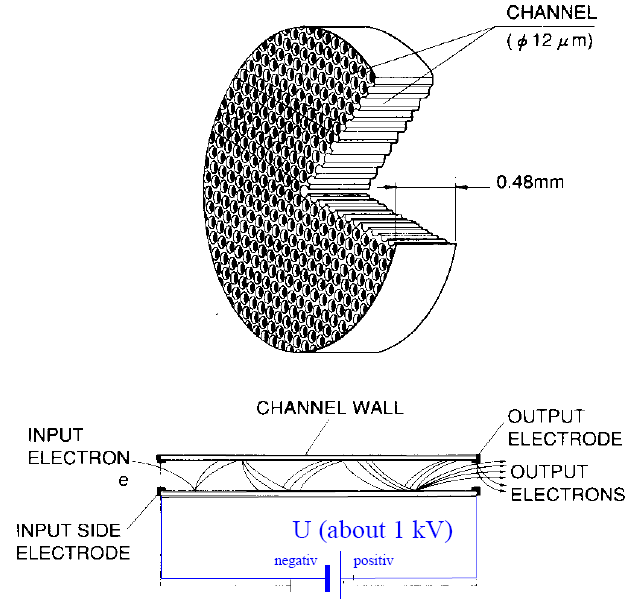 CHANNEL
(ϕ12 μm)
0.48mm
CHANNEL WALL
INPUT
ELECTRON
e
OUTPUT
ELECTRODE
OUTPUT
ELECTRONS
INPUT SIDE
ELECTRODE
U (about 1 kV)
negativ
positiv